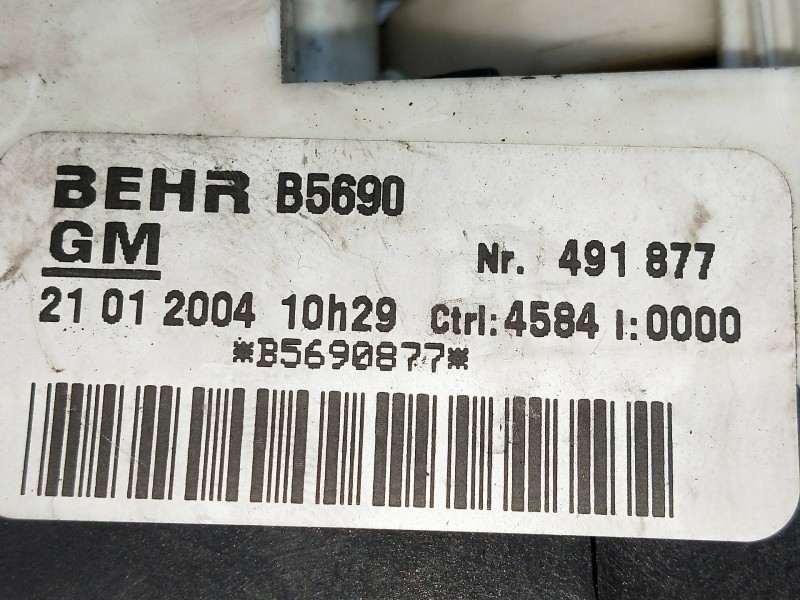 BEHR B5690
GM Nr. 491 877
21 01 2004 10h29 Ctrl:4584 I:0000
*B5690877*